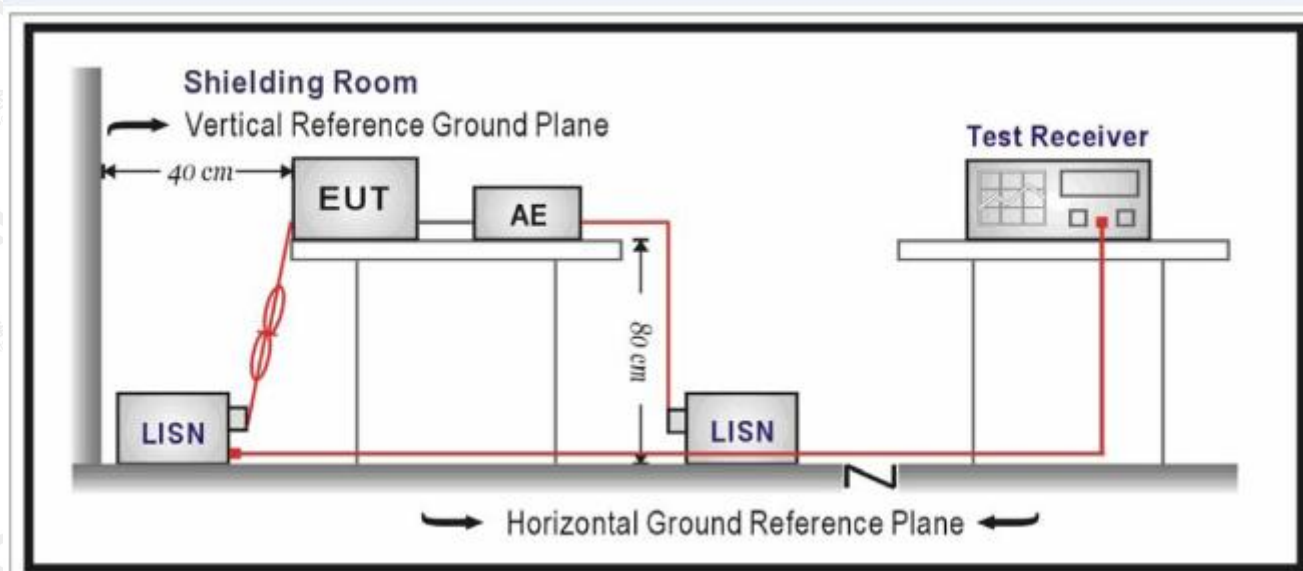 Shielding Room
Vertical Reference Ground Plane
Test Receiver
40 cm
EUT
AE
80 cm
LISN
LISN
Horizontal Ground Reference Plane